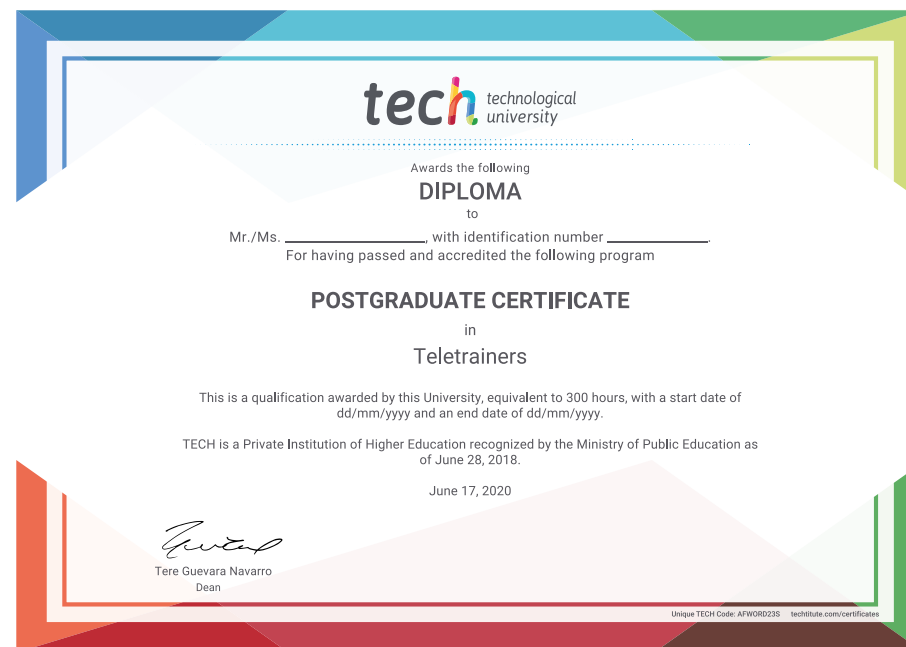 tech technological
university
Awards the following
DIPLOMA
to
Mr./Ms. ____________________, with identification number ______________.
For having passed and accredited the following program
POSTGRADUATE CERTIFICATE
in
Teletrainers
This is a qualification awarded by this University, equivalent to 300 hours, with a start date of
dd/mm/yyyy and an end date of dd/mm/yyyy.
TECH is a Private Institution of Higher Education recognized by the Ministry of Public Education as
of June 28, 2018.
June 17, 2020
Tere Guevara Navarro
Dean
Unique TECH Code: AFWORD23S techtitute.com/certificates